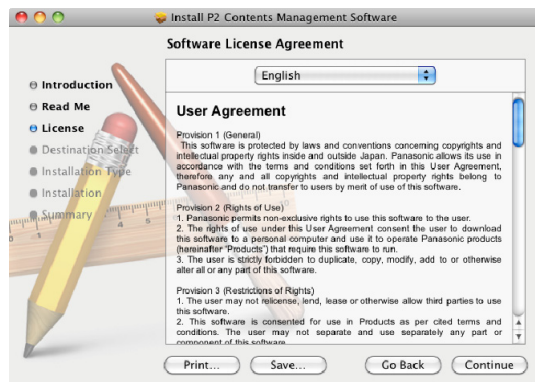 Install P2 Contents Management Software
Software License Agreement
English
Introduction
Read Me
License
Destination Select
Installation Type
Installation
Summary
User Agreement
Provision 1 (General)
This software is protected by laws and conventions concerning copyrights and
intellectual property rights inside and outside Japan. Panasonic allows its use in
accordance with the terms and conditions set forth in this User Agreement,
therefore any and all copyrights and intellectual property rights belong to
Panasonic and do not transfer to users by merit of use of this software.
Provision 2 (Rights of Use)
1. Panasonic permits non-exclusive rights to use this software to the user.
2. The rights of use under this User Agreement consent the user to download
this software to a personal computer and use it to operate Panasonic products
(hereinafter "Products") that require this software to run.
3. The user is strictly forbidden to duplicate, copy, modify, add to or otherwise
alter all or any part of this software.
Provision 3 (Restrictions of Rights)
1. The user may not relicense, lend, lease or otherwise allow third parties to use
this software.
2. This software is consented for use in Products as per cited terms and
conditions. The user may not separate and use separately any part or
component of this software.
Print...
Save...
Go Back
Continue